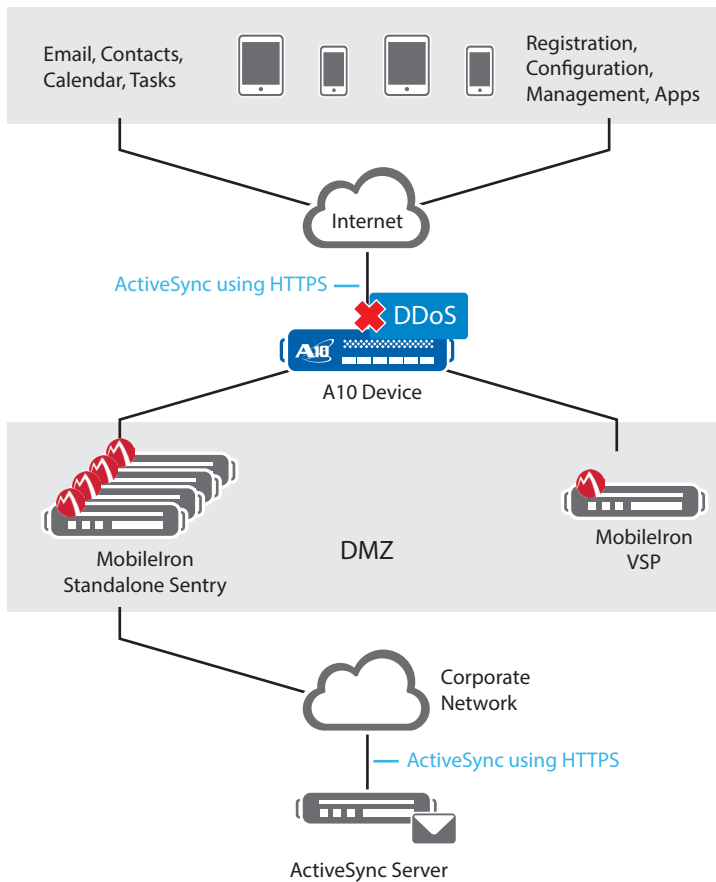 Email, Contacts,
Calendar, Tasks
Registration,
Configuration,
Management, Apps
Internet
ActiveSync using HTTPS
DDoS
A10
A10 Device
MobileIron
Standalone Sentry
DMZ
MobileIron
VSP
Corporate
Network
ActiveSync using HTTPS
ActiveSync Server